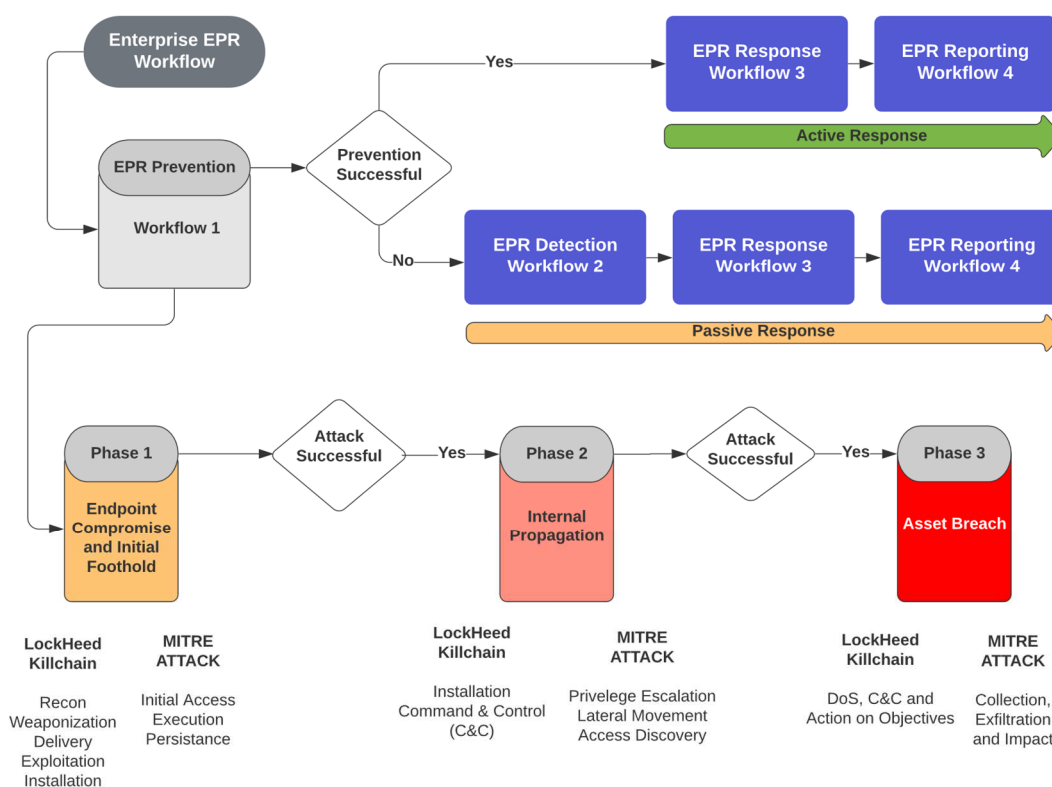 Enterprise EPR
Workflow
Yes
EPR Response
Workflow 3
EPR Reporting
Workflow 4
Active Response
EPR Prevention
Workflow 1
Prevention
Successful
No
EPR Detection
Workflow 2
EPR Response
Workflow 3
EPR Reporting
Workflow 4
Passive Response
Phase 1
Endpoint
Compromise
and Initial
Foothold
Attack
Successful
Yes
Phase 2
Internal
Propagation
Attack
Successful
Yes
Phase 3
Asset Breach
LockHeed
Killchain
Recon
Weaponization
Delivery
Exploitation
Installation
MITRE
ATTACK
Initial Access
Execution
Persistance
LockHeed
Killchain
Installation
Command & Control
(C&C)
MITRE
ATTACK
Privelege Escalation
Lateral Movement
Access Discovery
LockHeed
Killchain
DoS, C&C and
Action on Objectives
MITRE
ATTACK
Collection,
Exfiltration
and Impact